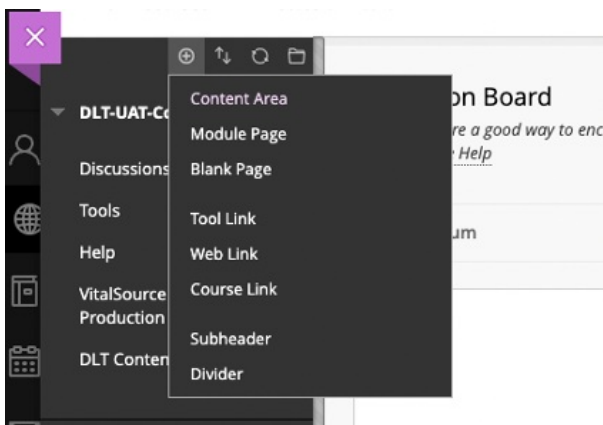 DLT-UAT-Co
Discussions
Tools
Help
VitalSource
Production
DLT Conten
Content Area
Module Page
Blank Page
Tool Link
Web Link
Course Link
Subheader
Divider
on Board
re a good way to enc
Help
um